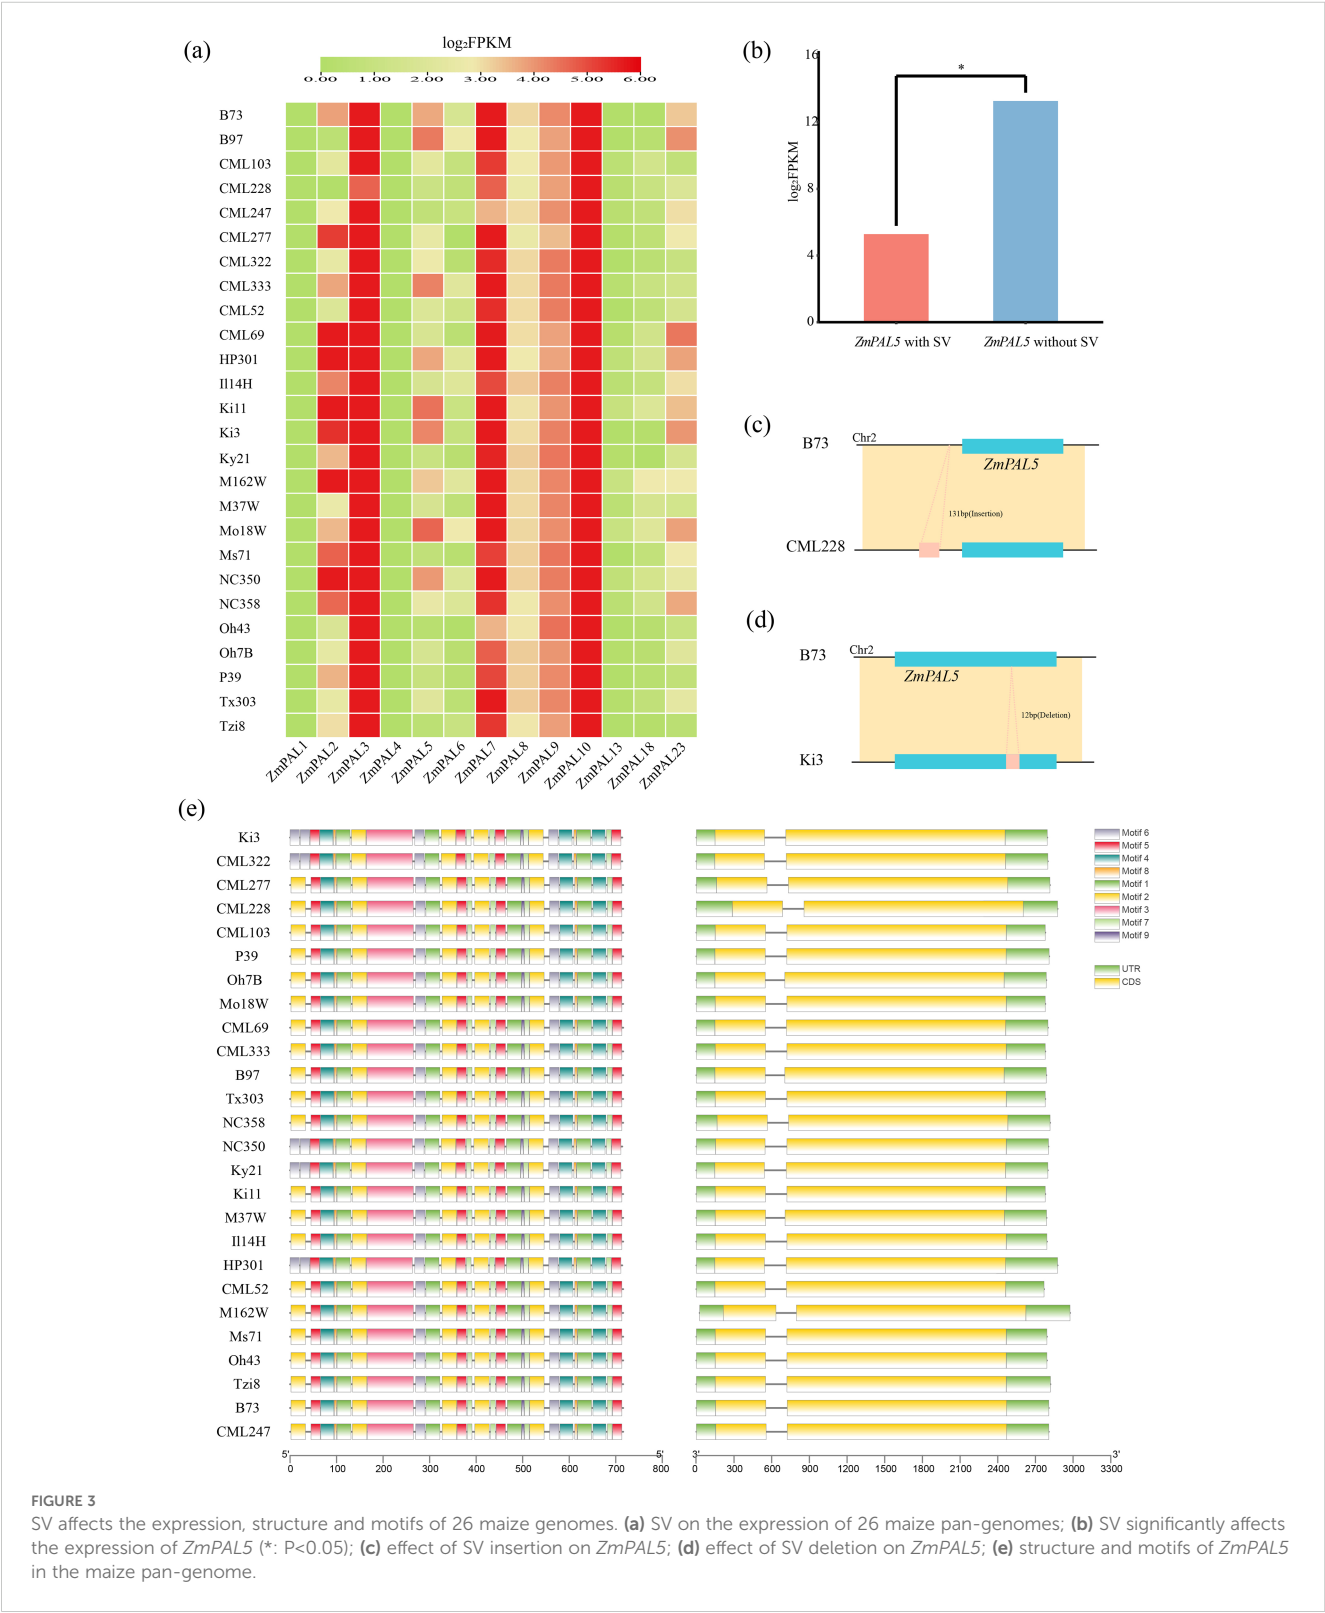 (a)
log₂FPKM
0.00 1.00 2.00 3.00 4.00 5.00 6.00
B73
B97
CML103
CML228
CML247
CML277
CML322
CML333
CML52
CML69
HP301
Il14H
Ki11
Ki3
Ky21
M162W
M37W
Mo18W
Ms71
NC350
NC358
Oh43
Oh7B
P39
Tx303
Tzi8
ZmPAL1 ZmPAL2 ZmPAL3 ZmPAL4 ZmPAL5 ZmPAL6 ZmPAL7 ZmPAL8 ZmPAL9 ZmPAL10 ZmPAL13 ZmPAL18 ZmPAL23
(b)
log₂FPKM
16
12
8
4
0
*
ZmPAL5 with SV ZmPAL5 without SV
(c)
B73 Chr2
ZmPAL5
131bp(Insertion)
CML228
(d)
B73 Chr2
ZmPAL5
12bp(Deletion)
Ki3
(e)
Ki3
CML322
CML277
CML228
CML103
P39
Oh7B
Mo18W
CML69
CML333
B97
Tx303
NC358
NC350
Ky21
Ki11
M37W
Il14H
HP301
CML52
M162W
Ms71
Oh43
Tzi8
B73
CML247
5' 5'
0 100 200 300 400 500 600 700 800
3' 3'
0 300 600 900 1200 1500 1800 2100 2400 2700 3000 3300
Motif 6
Motif 5
Motif 4
Motif 8
Motif 1
Motif 2
Motif 3
Motif 7
Motif 9
UTR
CDS
FIGURE 3
SV affects the expression, structure and motifs of 26 maize genomes. (a) SV on the expression of 26 maize pan-genomes; (b) SV significantly affects
the expression of ZmPAL5 (*: P<0.05); (c) effect of SV insertion on ZmPAL5; (d) effect of SV deletion on ZmPAL5; (e) structure and motifs of ZmPAL5
in the maize pan-genome.